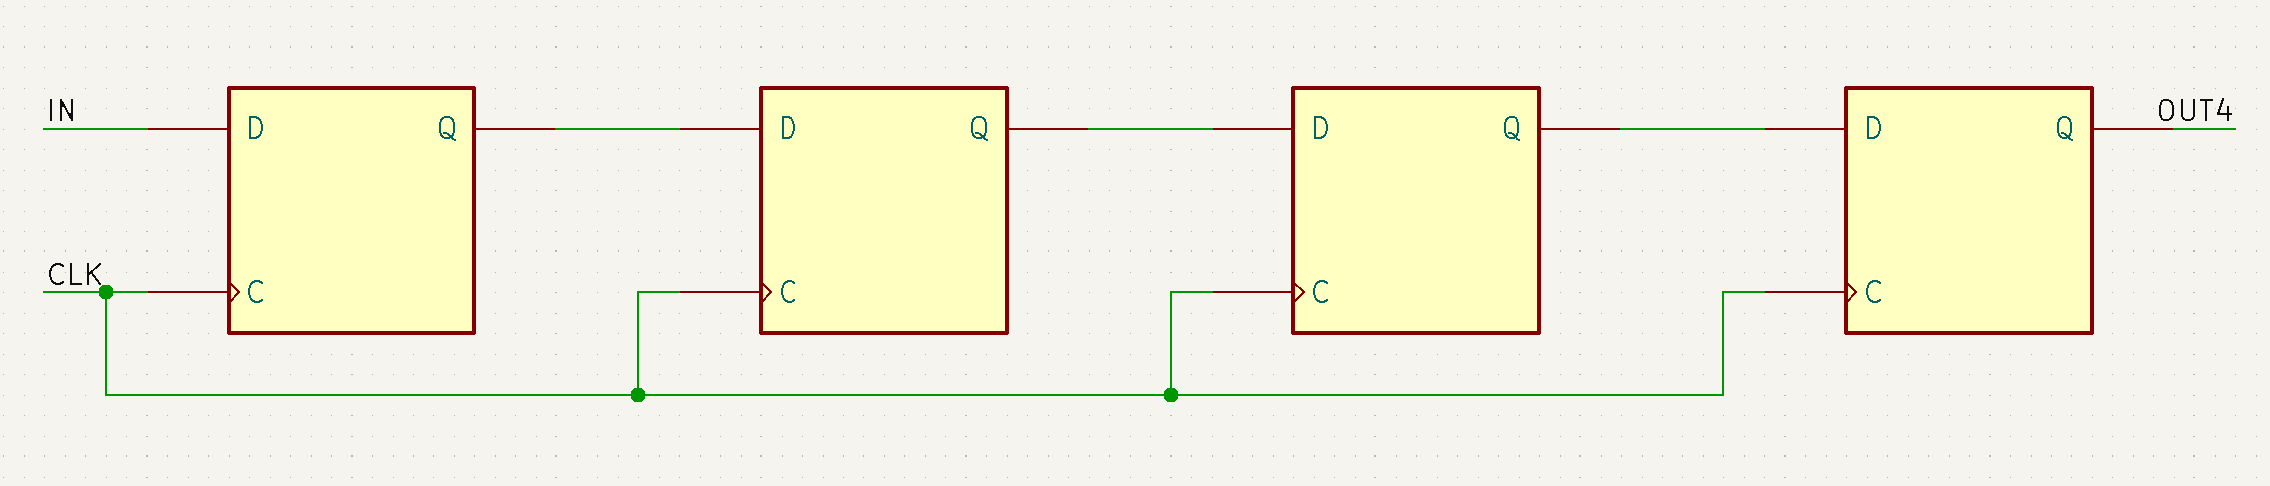 IN
D Q D Q D Q D Q
OUT4
CLK
C C C C